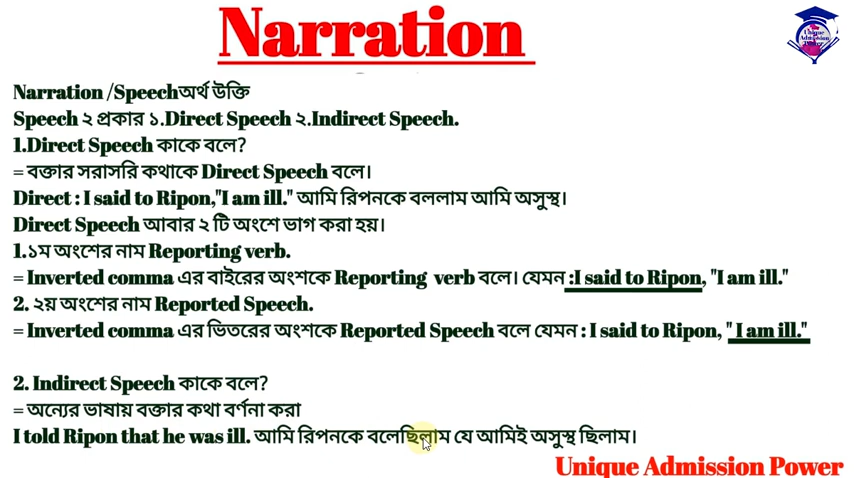 Narration
Unique
Admission
Power
Narration /Speechঅর্থ উক্তি
Speech ২ প্রকার ১.Direct Speech ২.Indirect Speech.
1.Direct Speech কাকে বলে?
= বক্তার সরাসরি কথাকে Direct Speech বলে।
Direct : I said to Ripon,"I am ill." আমি রিপনকে বললাম আমি অসুস্থ।
Direct Speech আবার ২ টি অংশে ভাগ করা হয়।
1.১ম অংশের নাম Reporting verb.
= Inverted comma এর বাইরের অংশকে Reporting verb বলে। যেমন :I said to Ripon, "I am ill."
2. ২য় অংশের নাম Reported Speech.
= Inverted comma এর ভিতরের অংশকে Reported Speech বলে যেমন : I said to Ripon, " I am ill."
2. Indirect Speech কাকে বলে?
= অন্যের ভাষায় বক্তার কথা বর্ণনা করা
I told Ripon that he was ill. আমি রিপনকে বলেছিলাম যে আমিই অসুস্থ ছিলাম।
Unique Admission Power